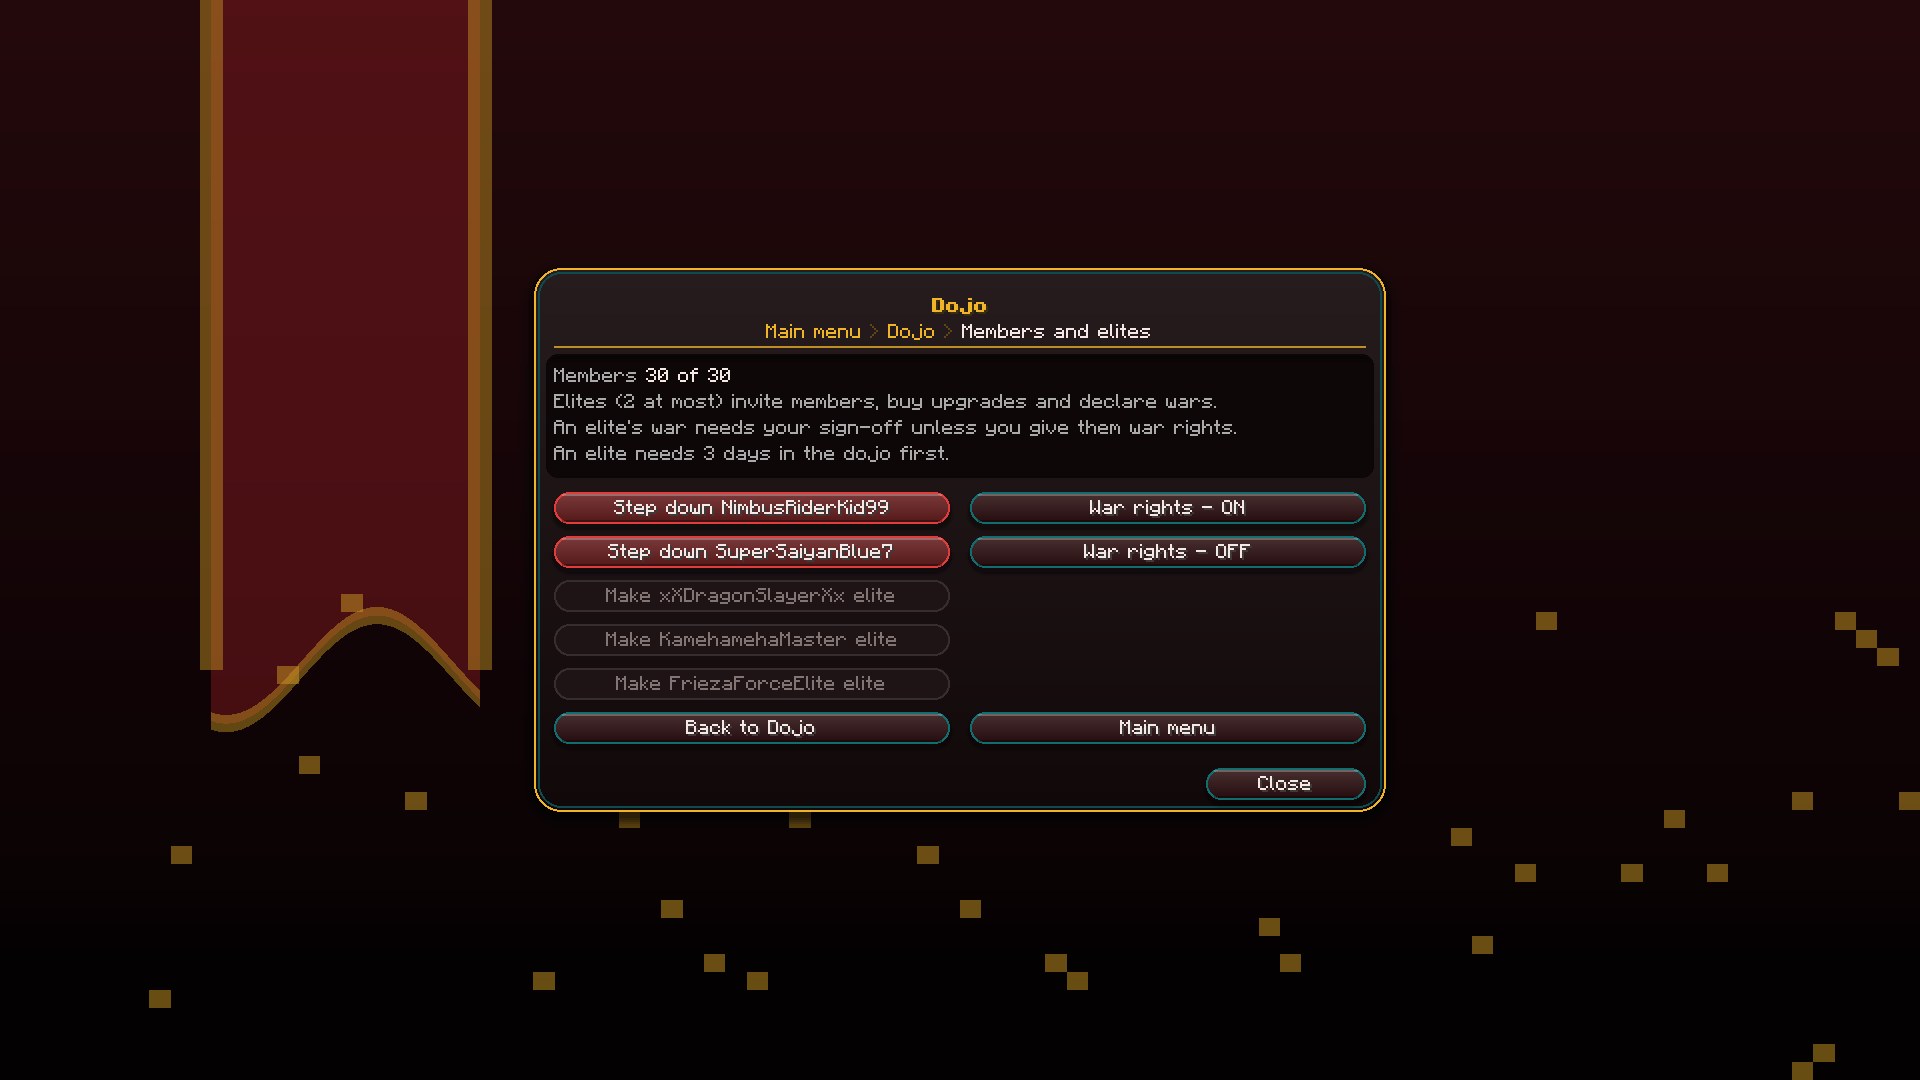 Dojo
Main menu > Dojo > Members and elites
Members 30 of 30
Elites (2 at most) invite members, buy upgrades and declare wars.
An elite's war needs your sign-off unless you give them war rights.
An elite needs 3 days in the dojo first.
Step down NimbusRiderKid99
War rights - ON
Step down SuperSaiyanBlue7
War rights - OFF
Make xXDragonSlayerXx elite
Make KamehamehaMaster elite
Make FriezaForceElite elite
Back to Dojo
Main menu
Close